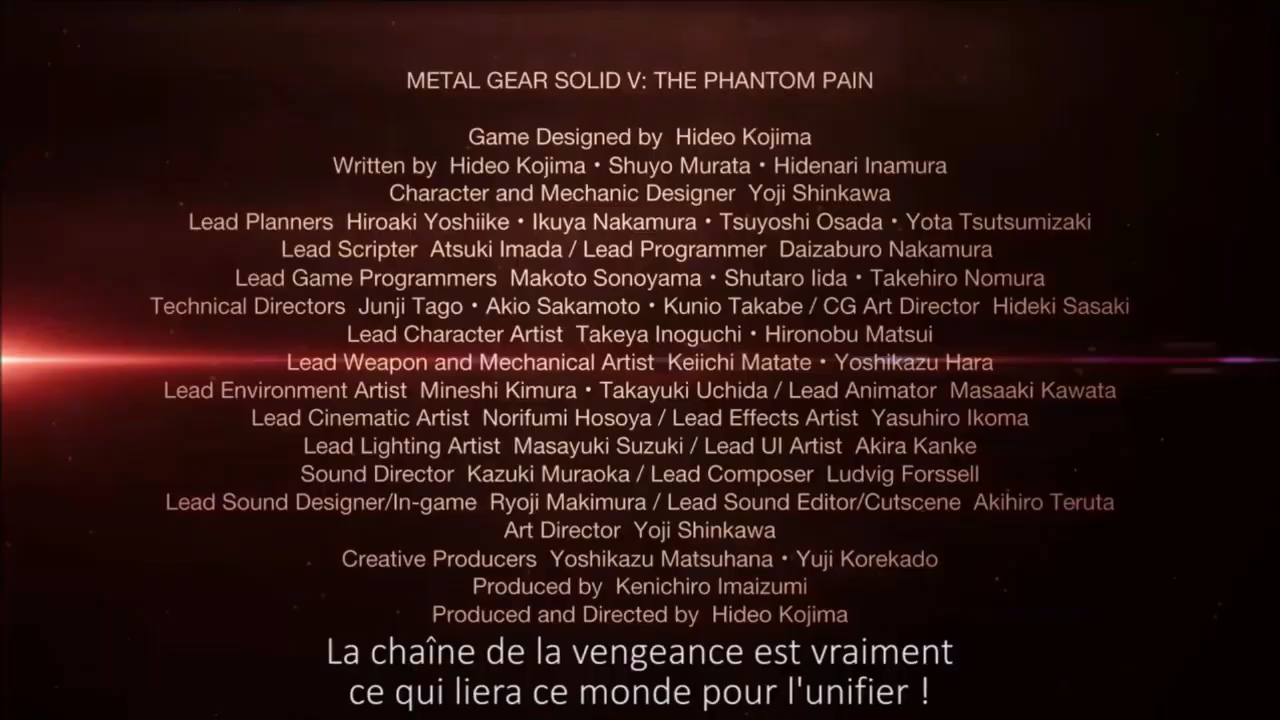 METAL GEAR SOLID V: THE PHANTOM PAIN
Game Designed by Hideo Kojima
Written by Hideo Kojima・Shuyo Murata・Hidenari Inamura
Character and Mechanic Designer Yoji Shinkawa
Lead Planners Hiroaki Yoshiike・Ikuya Nakamura・Tsuyoshi Osada・Yota Tsutsumizaki
Lead Scripter Atsuki Imada / Lead Programmer Daizaburo Nakamura
Lead Game Programmers Makoto Sonoyama・Shutaro Iida・Takehiro Nomura
Technical Directors Junji Tago・Akio Sakamoto・Kunio Takabe / CG Art Director Hideki Sasaki
Lead Character Artist Takeya Inoguchi・Hironobu Matsui
Lead Weapon and Mechanical Artist Keiichi Matate・Yoshikazu Hara
Lead Environment Artist Mineshi Kimura・Takayuki Uchida / Lead Animator Masaaki Kawata
Lead Cinematic Artist Norifumi Hosoya / Lead Effects Artist Yasuhiro Ikoma
Lead Lighting Artist Masayuki Suzuki / Lead UI Artist Akira Kanke
Sound Director Kazuki Muraoka / Lead Composer Ludvig Forssell
Lead Sound Designer/In-game Ryoji Makimura / Lead Sound Editor/Cutscene Akihiro Teruta
Art Director Yoji Shinkawa
Creative Producers Yoshikazu Matsuhana・Yuji Korekado
Produced by Kenichiro Imaizumi
Produced and Directed by Hideo Kojima
La chaîne de la vengeance est vraiment
ce qui liera ce monde pour l'unifier !